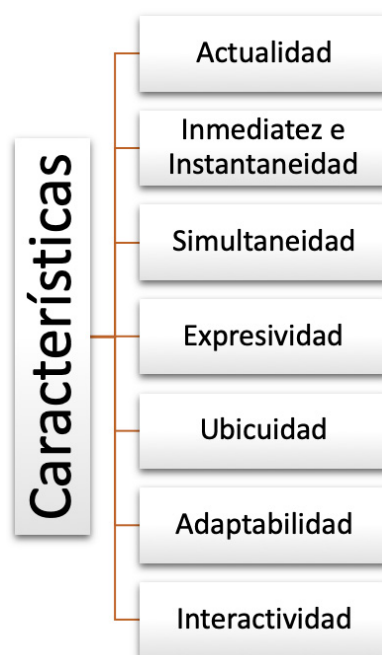 Características
Actualidad
Inmediatez e
Instantaneidad
Simultaneidad
Expresividad
Ubicuidad
Adaptabilidad
Interactividad